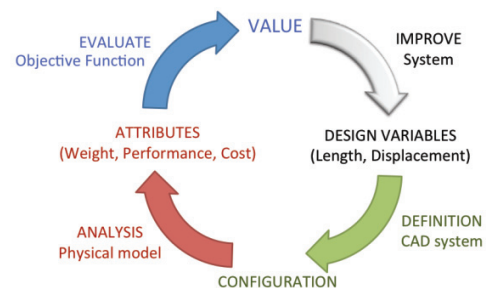 VALUE
IMPROVE
System
DESIGN VARIABLES
(Length, Displacement)
DEFINITION
CAD system
CONFIGURATION
ANALYSIS
Physical model
ATTRIBUTES
(Weight, Performance, Cost)
EVALUATE
Objective Function